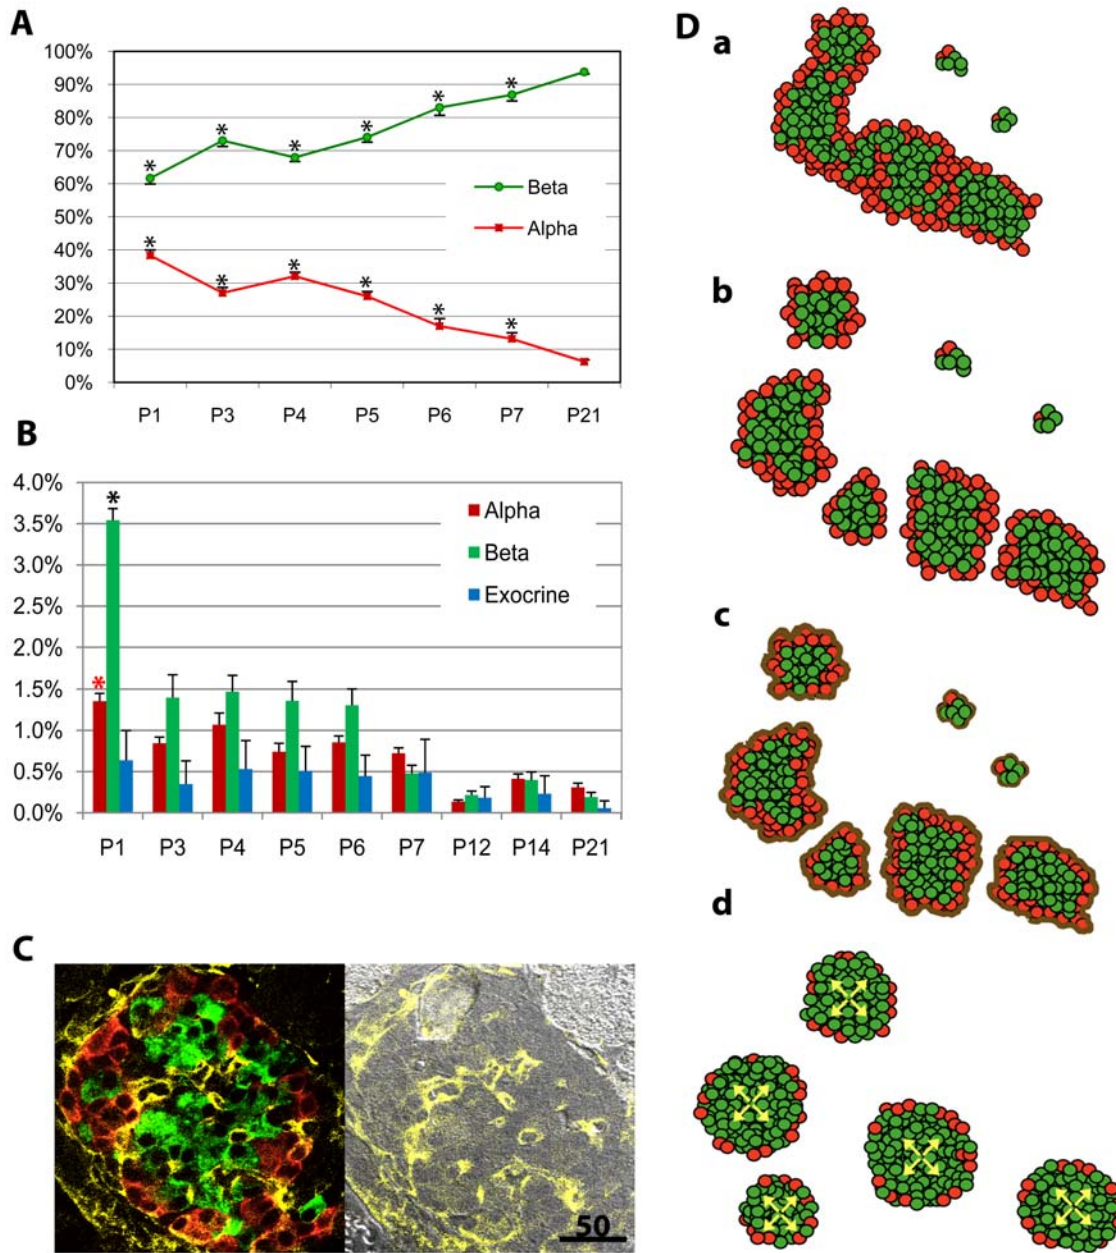 A
100%
90%
80%
70%
60%
50%
40%
30%
20%
10%
0%
* * * * * *
* * * * * *
Beta
Alpha
P1 P3 P4 P5 P6 P7 P21
B
4.0%
3.5%
3.0%
2.5%
2.0%
1.5%
1.0%
0.5%
0.0%
*
*
Alpha
Beta
Exocrine
P1 P3 P4 P5 P6 P7 P12 P14 P21
C
50
D
a
b
c
d